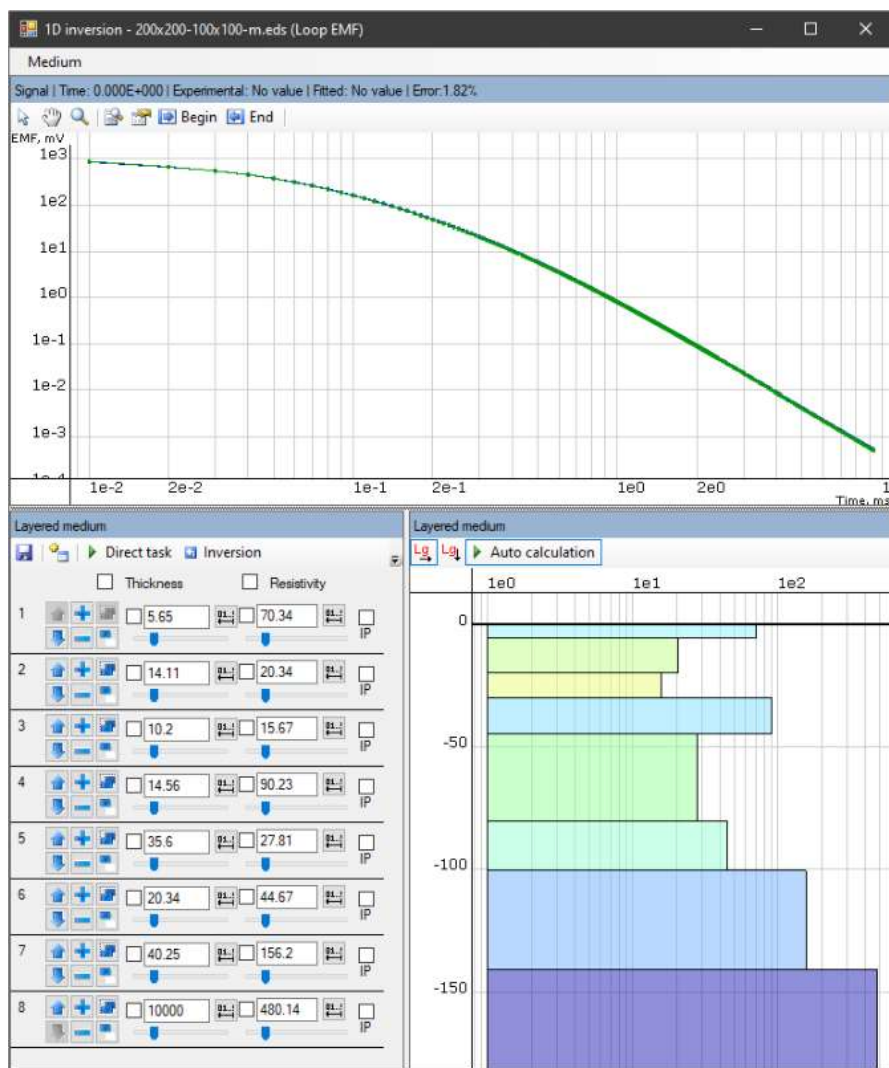 1D inversion - 200x200-100x100-m.eds (Loop EMF)
Medium
Signal | Time: 0.000E+000 | Experimental: No value | Fitted: No value | Error:1.82%
Begin End
EMF, mV
1e3
1e2
1e1
1e0
1e-1
1e-2
1e-3
1e-4
1e-2 2e-2 1e-1 2e-1 1e0 2e0 1
Time, ms
Layered medium
Direct task Inversion
Thickness Resistivity
1 5.65 70.34 IP
2 14.11 20.34 IP
3 10.2 15.67 IP
4 14.56 90.23 IP
5 35.6 27.81 IP
6 20.34 44.67 IP
7 40.25 156.2 IP
8 10000 480.14 IP
Layered medium
Lg Lg Auto calculation
1e0 1e1 1e2
0
-50
-100
-150